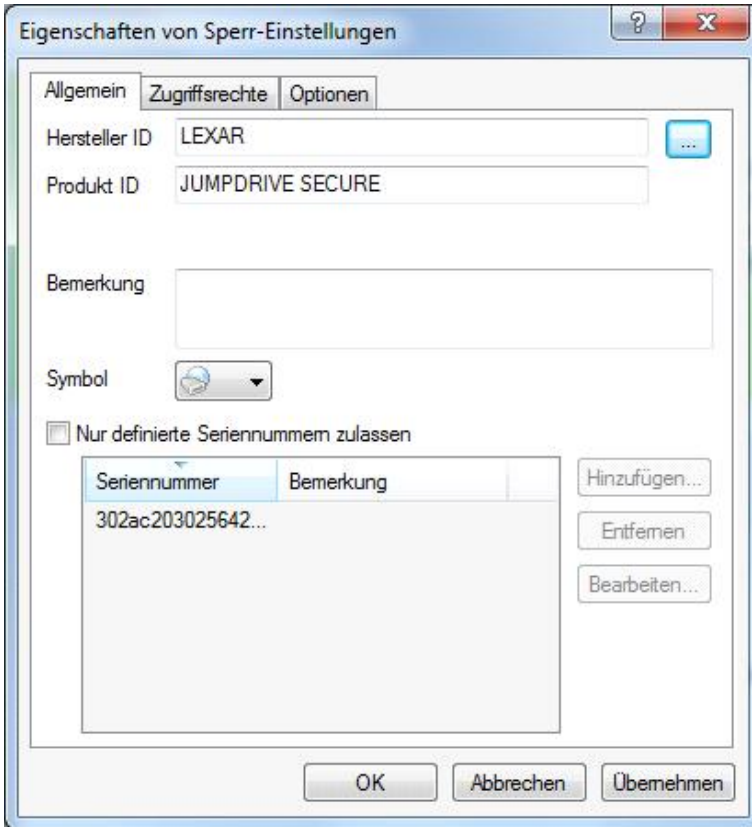 Eigenschaften von Sperr-Einstellungen
?
X
Allgemein Zugriffsrechte Optionen
Hersteller ID LEXAR ...
Produkt ID JUMPDRIVE SECURE
Bemerkung
Symbol
Nur definierte Seriennummern zulassen
Seriennummer Bemerkung Hinzufügen...
302ac203025642...
Entfernen
Bearbeiten...
OK Abbrechen Übernehmen